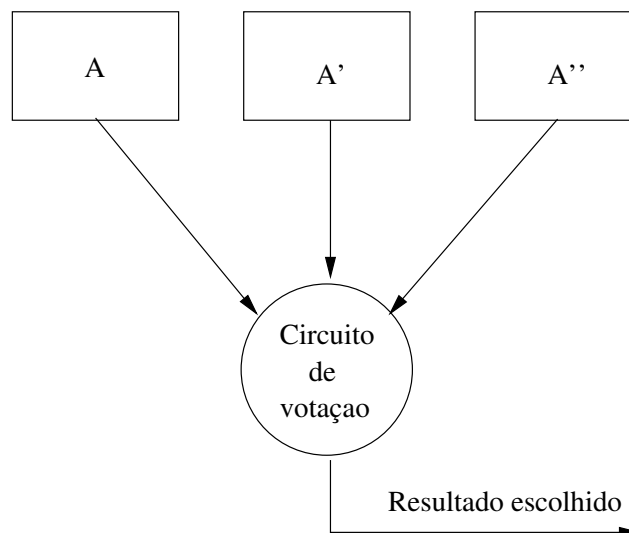 A
A’
A’’
Circuito
de
votaçao
Resultado escolhido